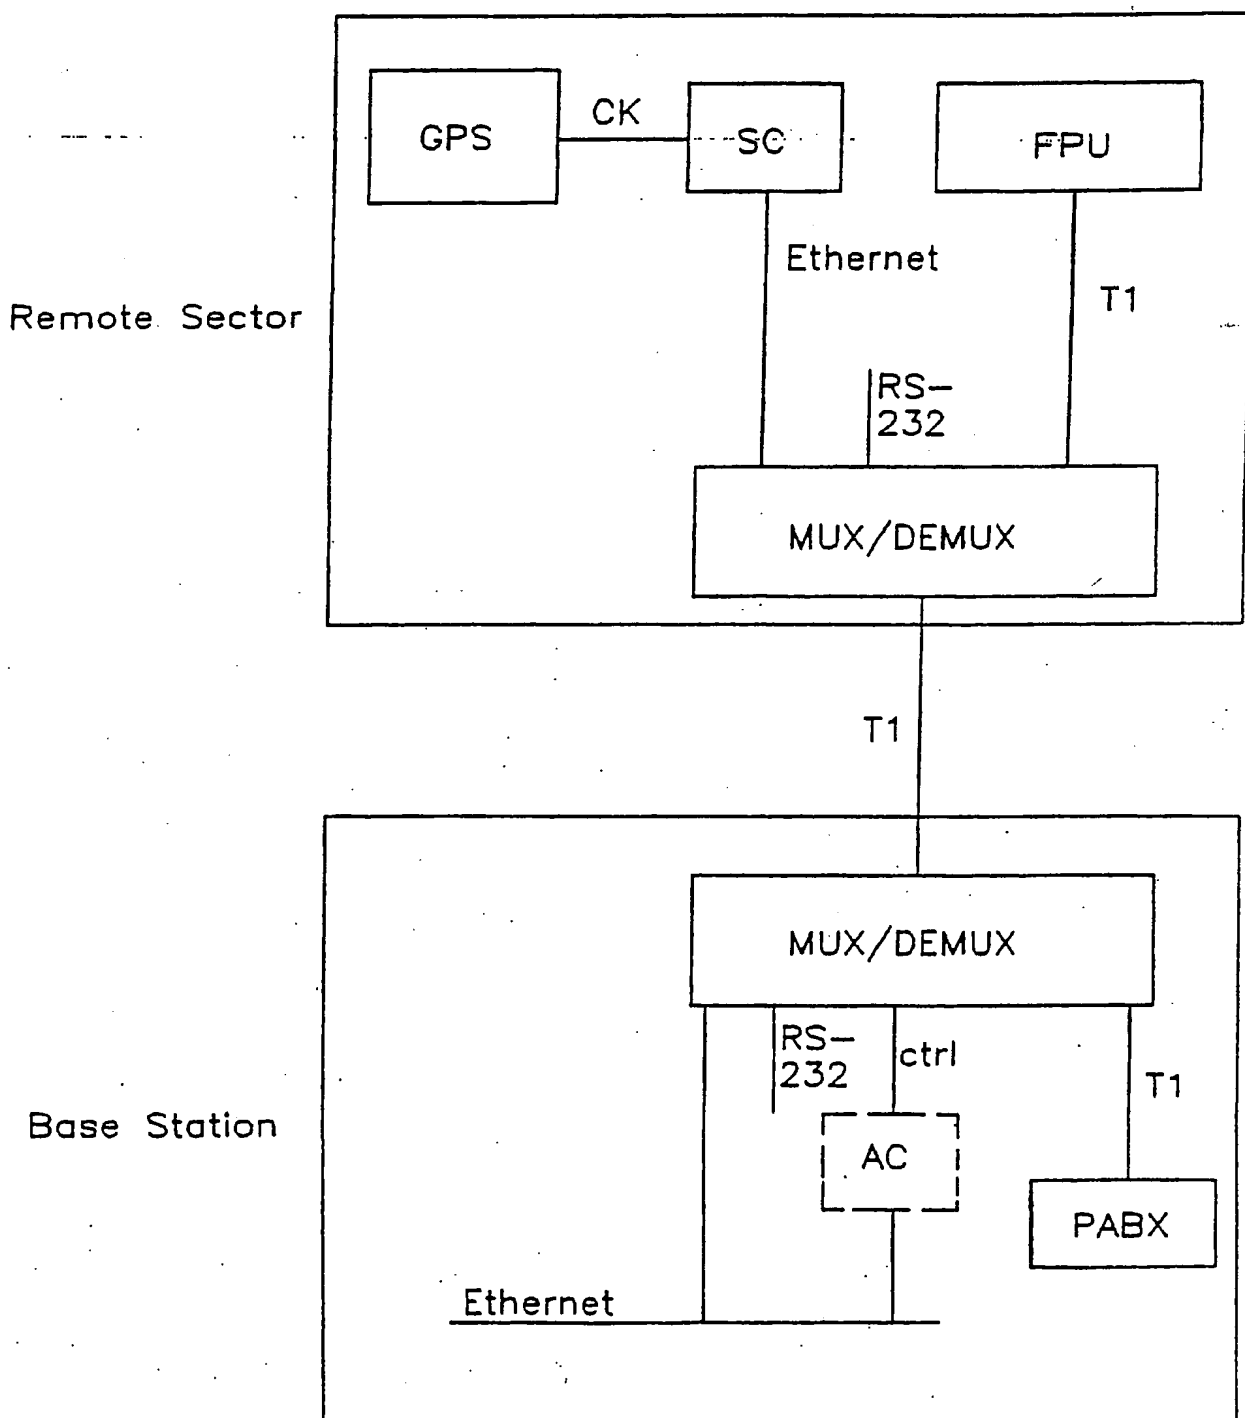 GPS
CK
SC
FPU
Ethernet
T1
Remote Sector
RS-
232
MUX/DEMUX
T1
MUX/DEMUX
RS-
232
ctrl
T1
Base Station
AC
PABX
Ethernet